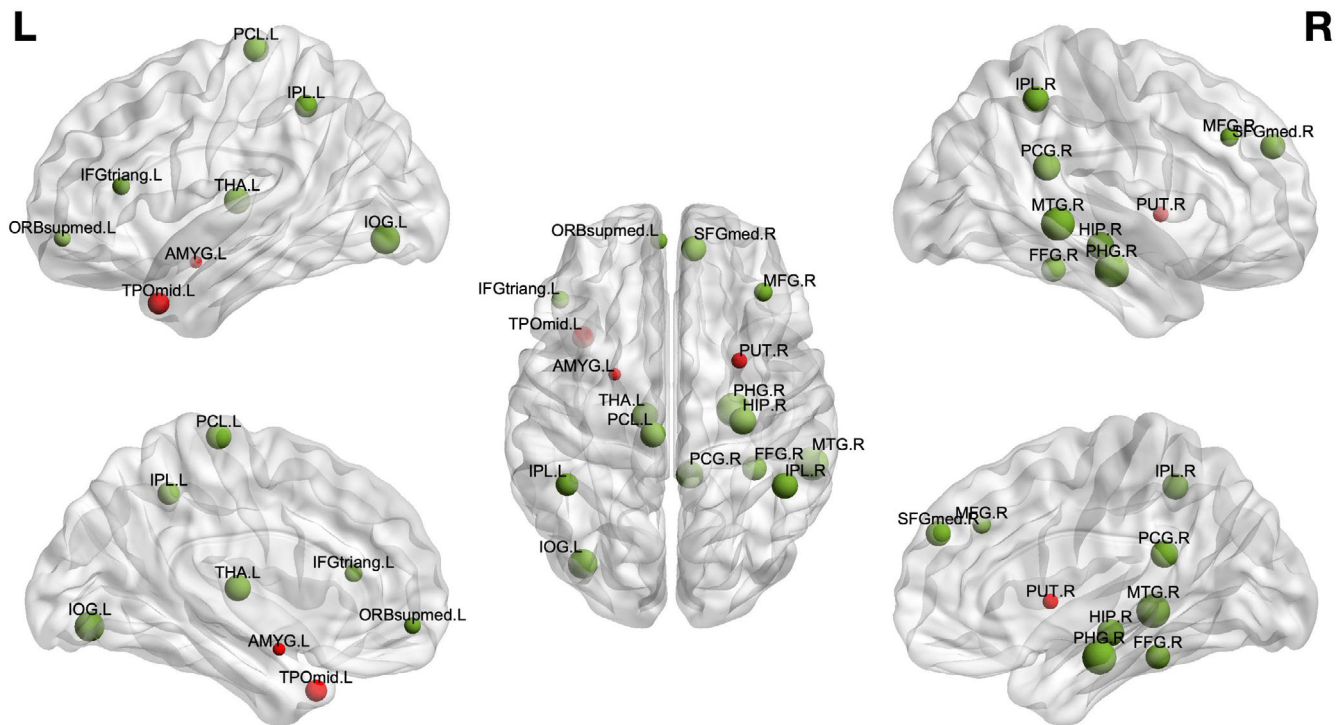 L
R
PCL.L
IPL.L
IFGtriang.L
THA.L
ORBsupmed.L
IOG.L
AMYG.L
TPOmid.L
PCL.L
IPL.L
IFGtriang.L
THA.L
IOG.L
ORBsupmed.L
AMYG.L
TPOmid.L
ORBsupmed.L
SFGmed.R
IFGtriang.L
MFG.R
TPOmid.L
PUT.R
AMYG.L
PHG.R
THA.L
HIP.R
PCL.L
MTG.R
PCG.R
FFG.R
IPL.L
IPL.R
IOG.L
IPL.R
MFG.R
SFGmed.R
PCG.R
MTG.R
PUT.R
HIP.R
FFG.R
PHG.R
IPL.R
SFGmed.R
MFG.R
PCG.R
PUT.R
MTG.R
HIP.R
PHG.R
FFG.R